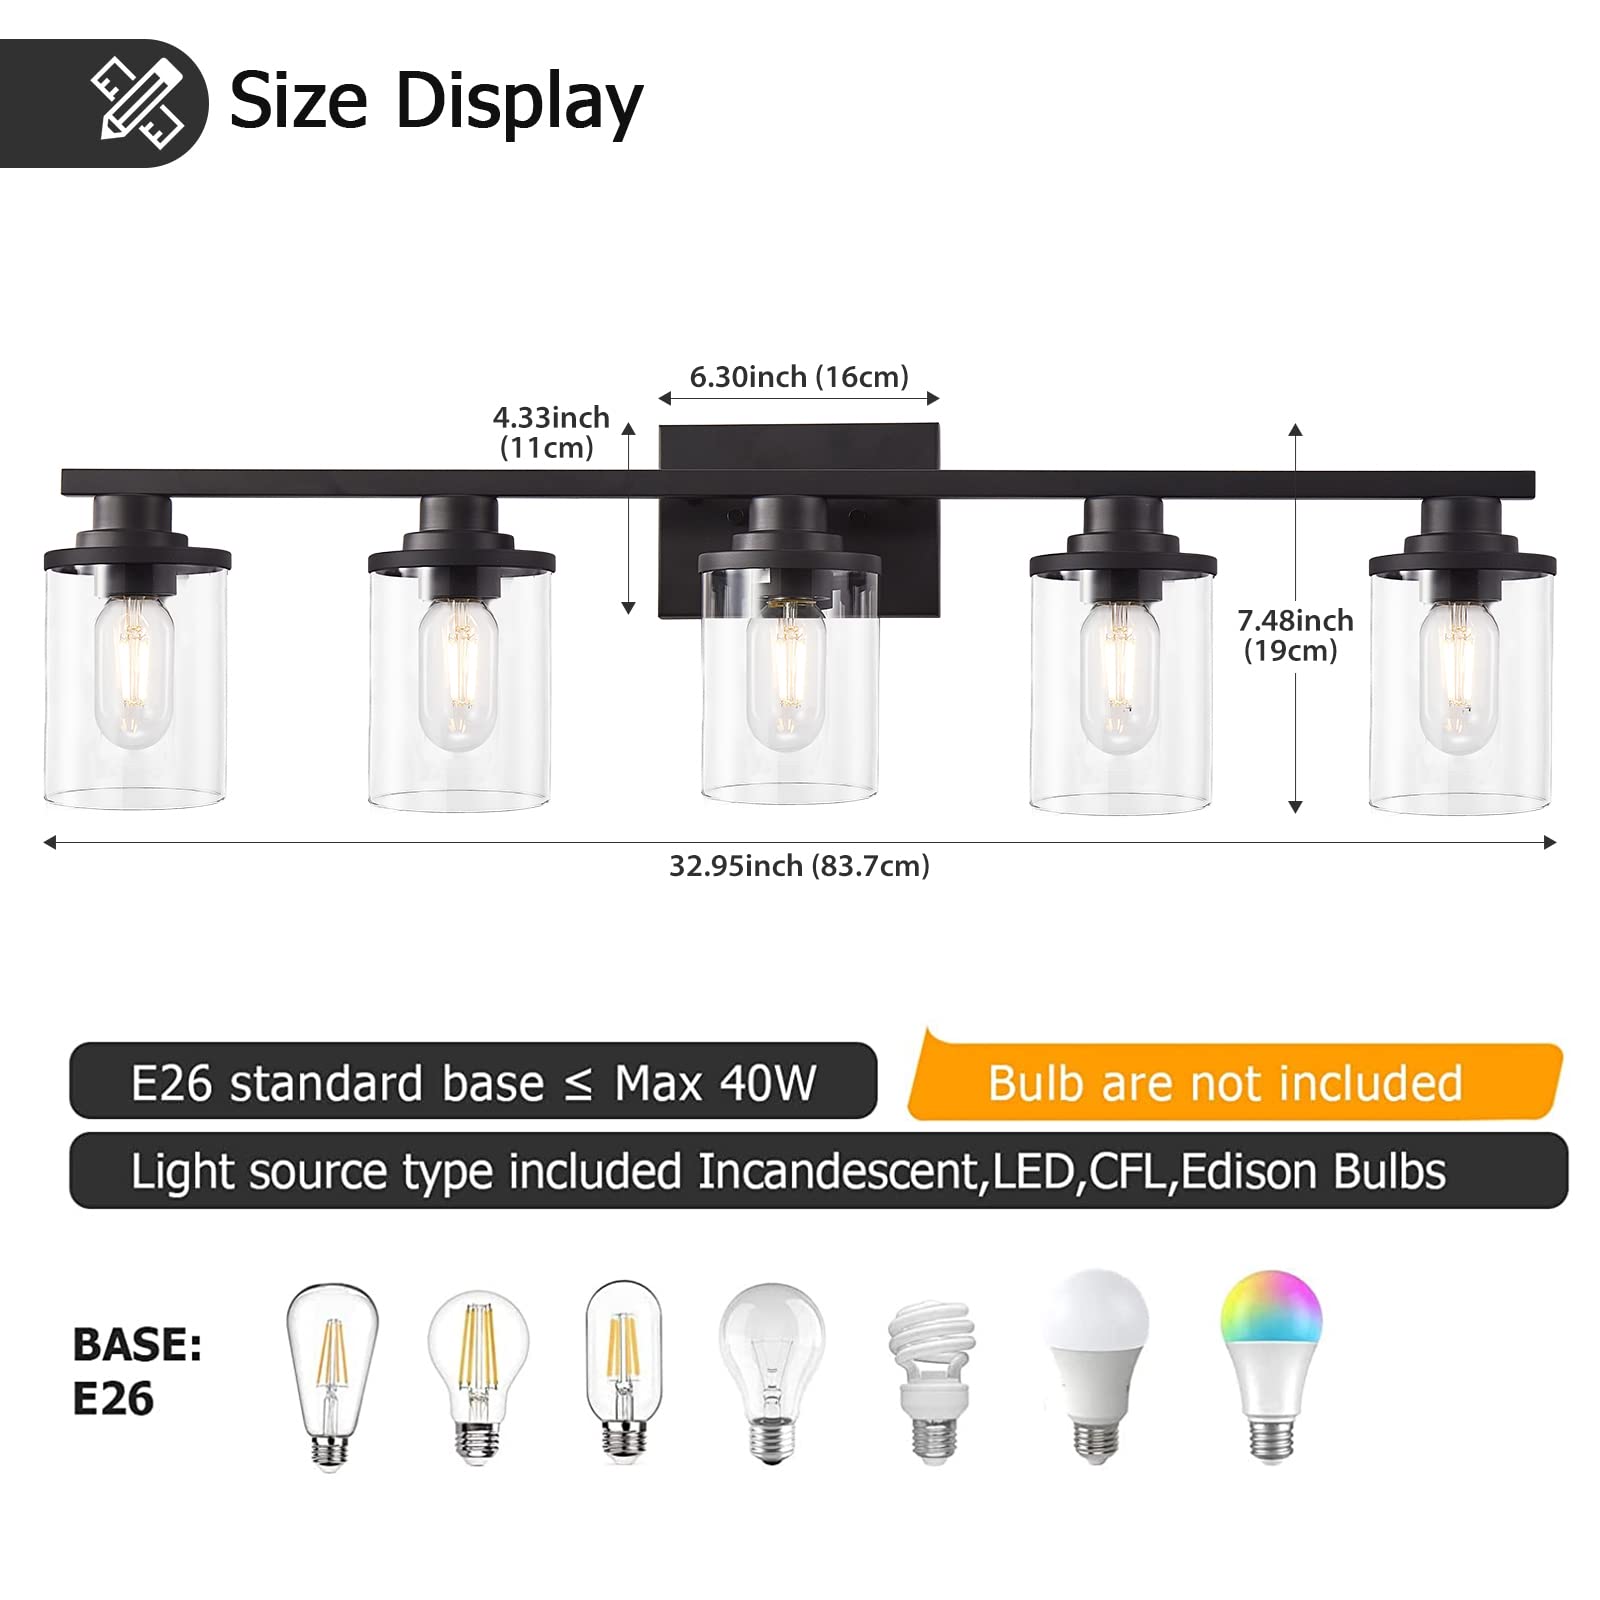 Size Display
6.30inch (16cm)
4.33inch
(11cm)
7.48inch
(19cm)
32.95inch (83.7cm)
E26 standard base ≤ Max 40W
Bulb are not included
Light source type included Incandescent,LED,CFL,Edison Bulbs
BASE:
E26